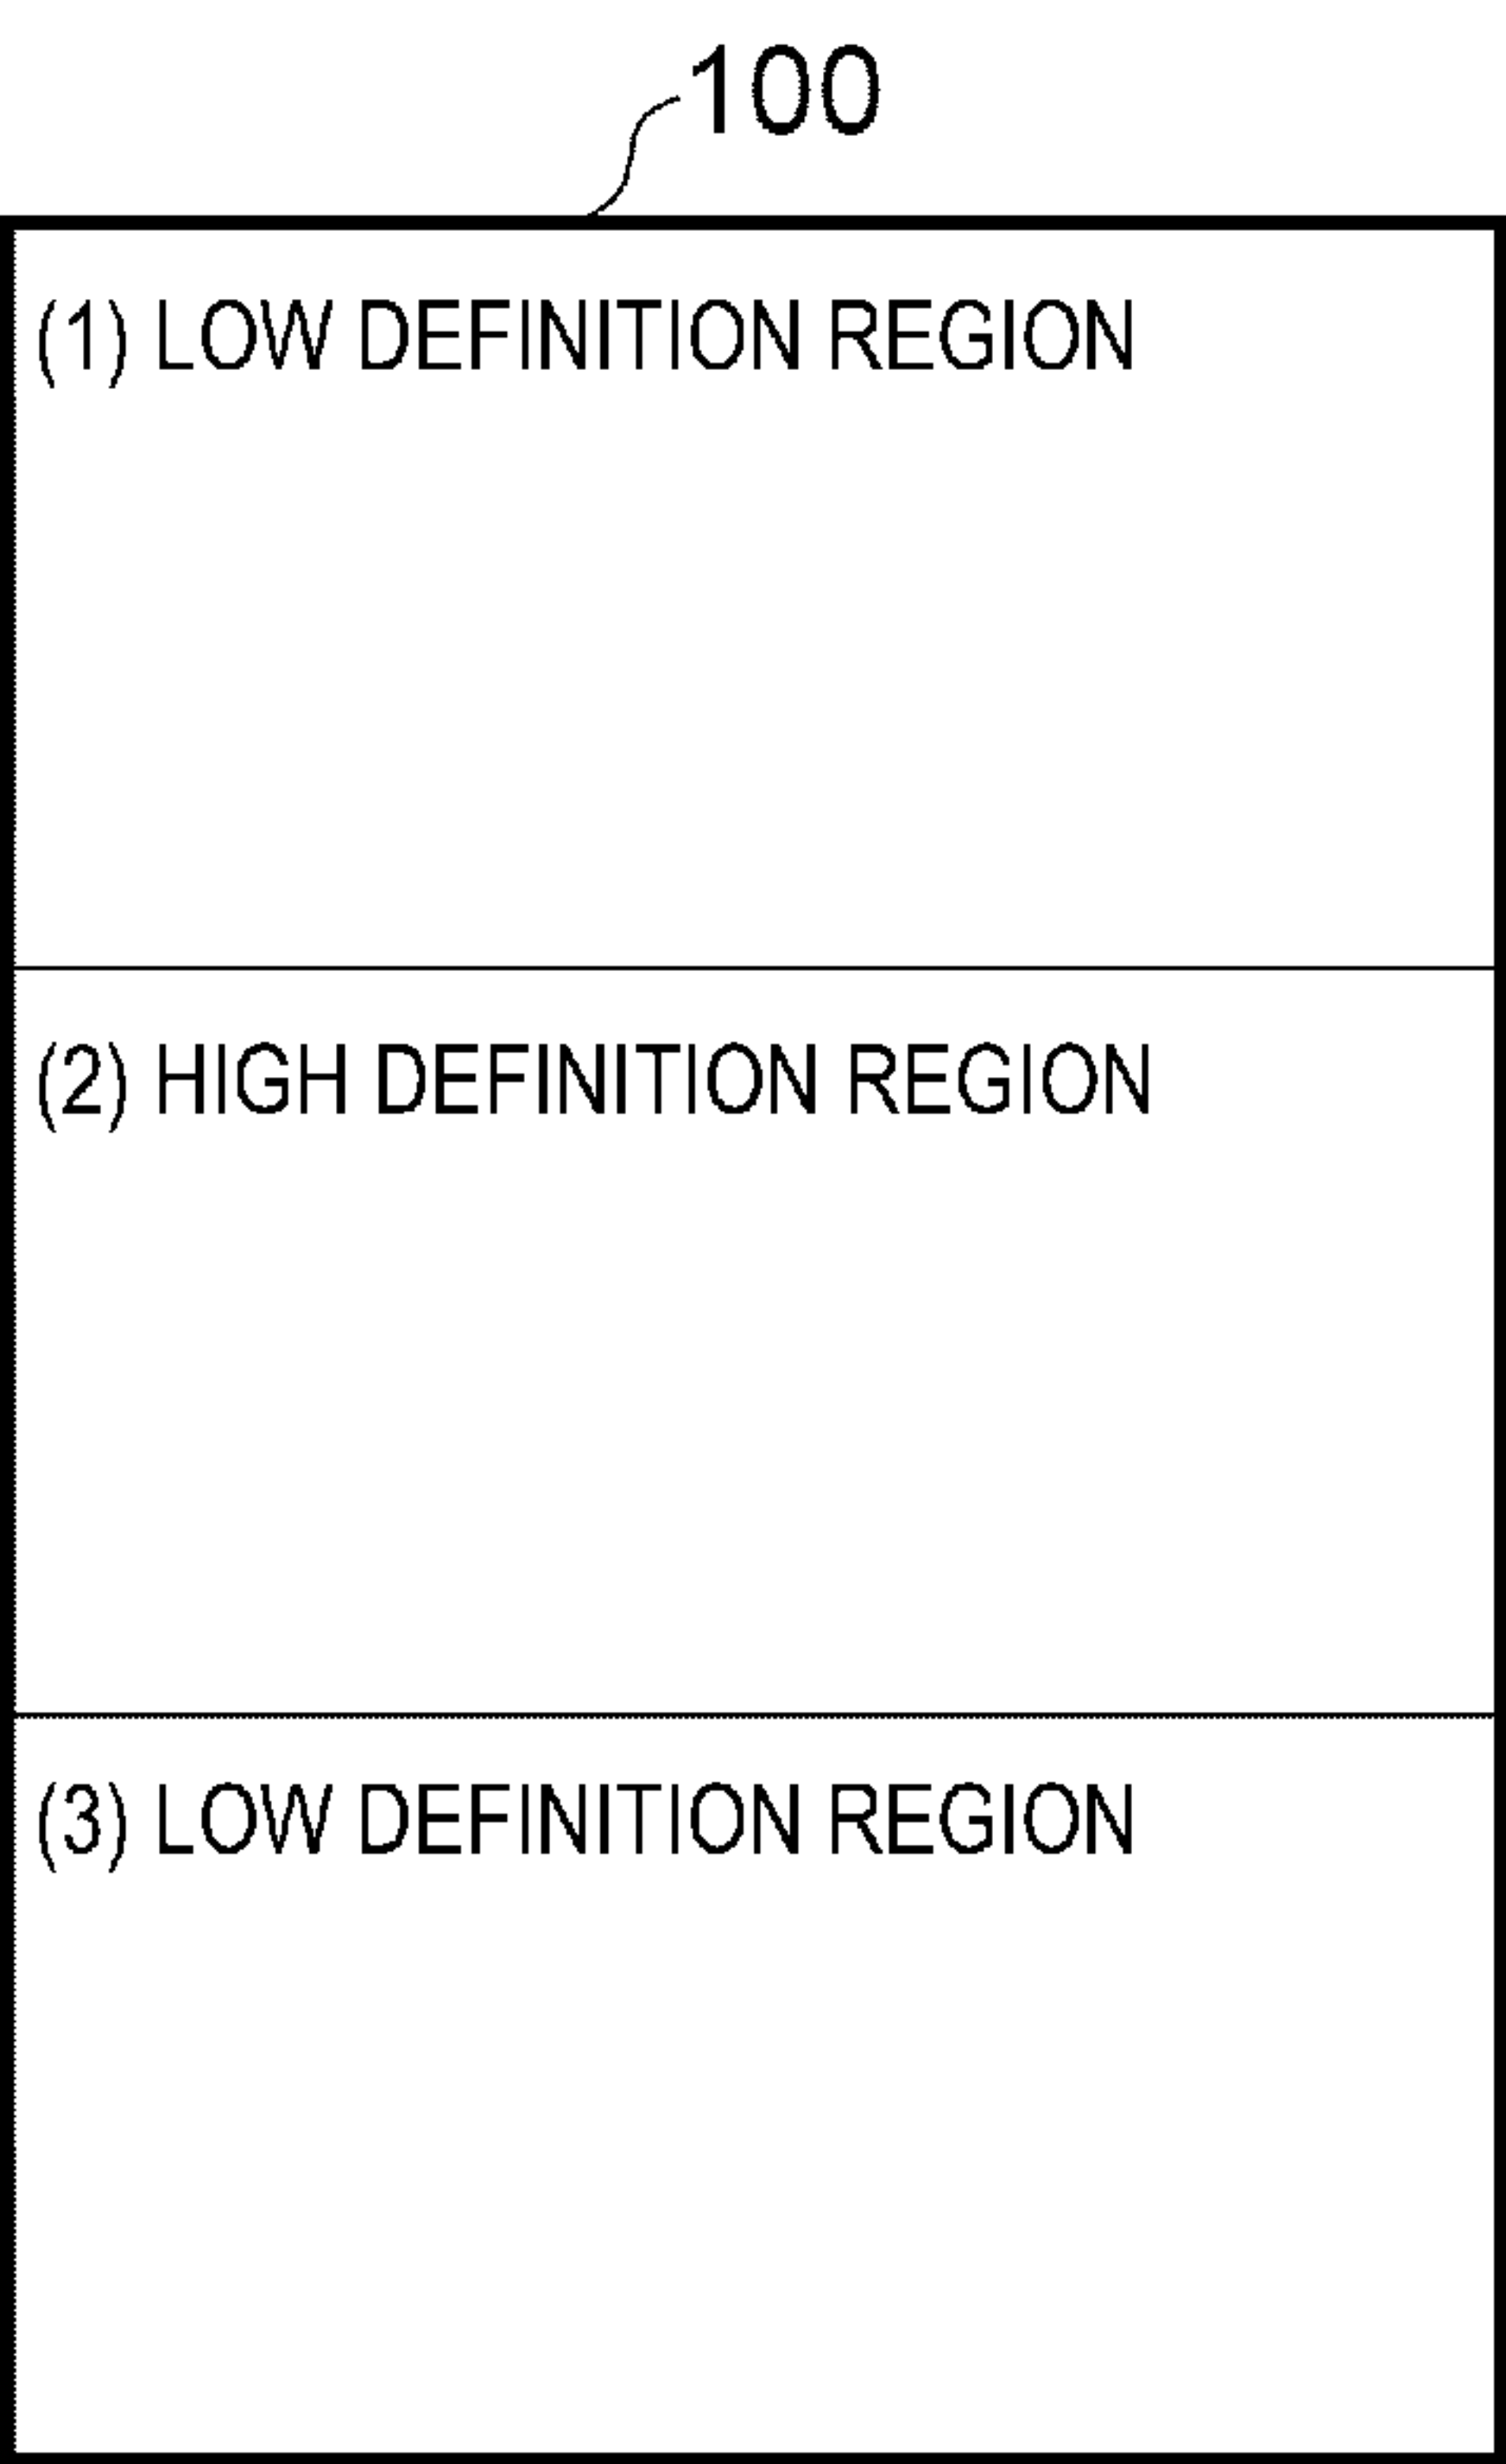 100
(1) LOW DEFINITION REGION
(2) HIGH DEFINITION REGION
(3) LOW DEFINITION REGION